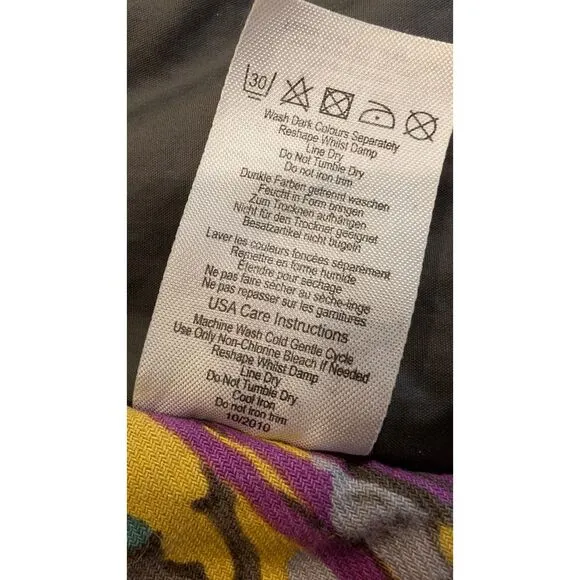 30
Wash Dark Colours Separately
Reshape Whilst Damp
Line Dry
Do Not Tumble Dry
Do not iron trim
Dunkle Farben getrennt waschen
Feucht in Form bringen
Zum Trocknen aufhängen
Nicht für den Trockner geeignet
Besatzartikel nicht bugeln
Laver les couleurs foncées séparément
Remettre en forme humide
Étendre pour séchage
Ne pas faire sécher au sèche-linge
Ne pas repasser sur les garnitures
USA Care Instructions
Machine Wash Cold Gentle Cycle
Use Only Non-Chlorine Bleach If Needed
Reshape Whilst Damp
Line Dry
Do Not Tumble Dry
Cool Iron
Do not iron trim
10/2010